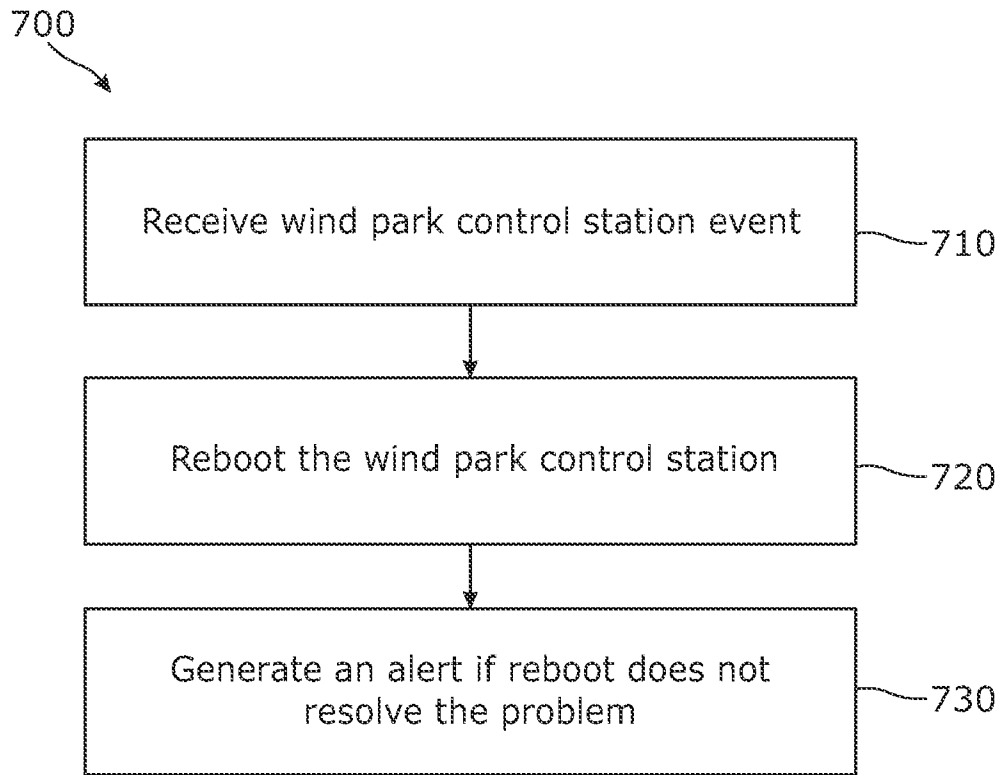 700
Receive wind park control station event
710
Reboot the wind park control station
720
Generate an alert if reboot does not
resolve the problem
730